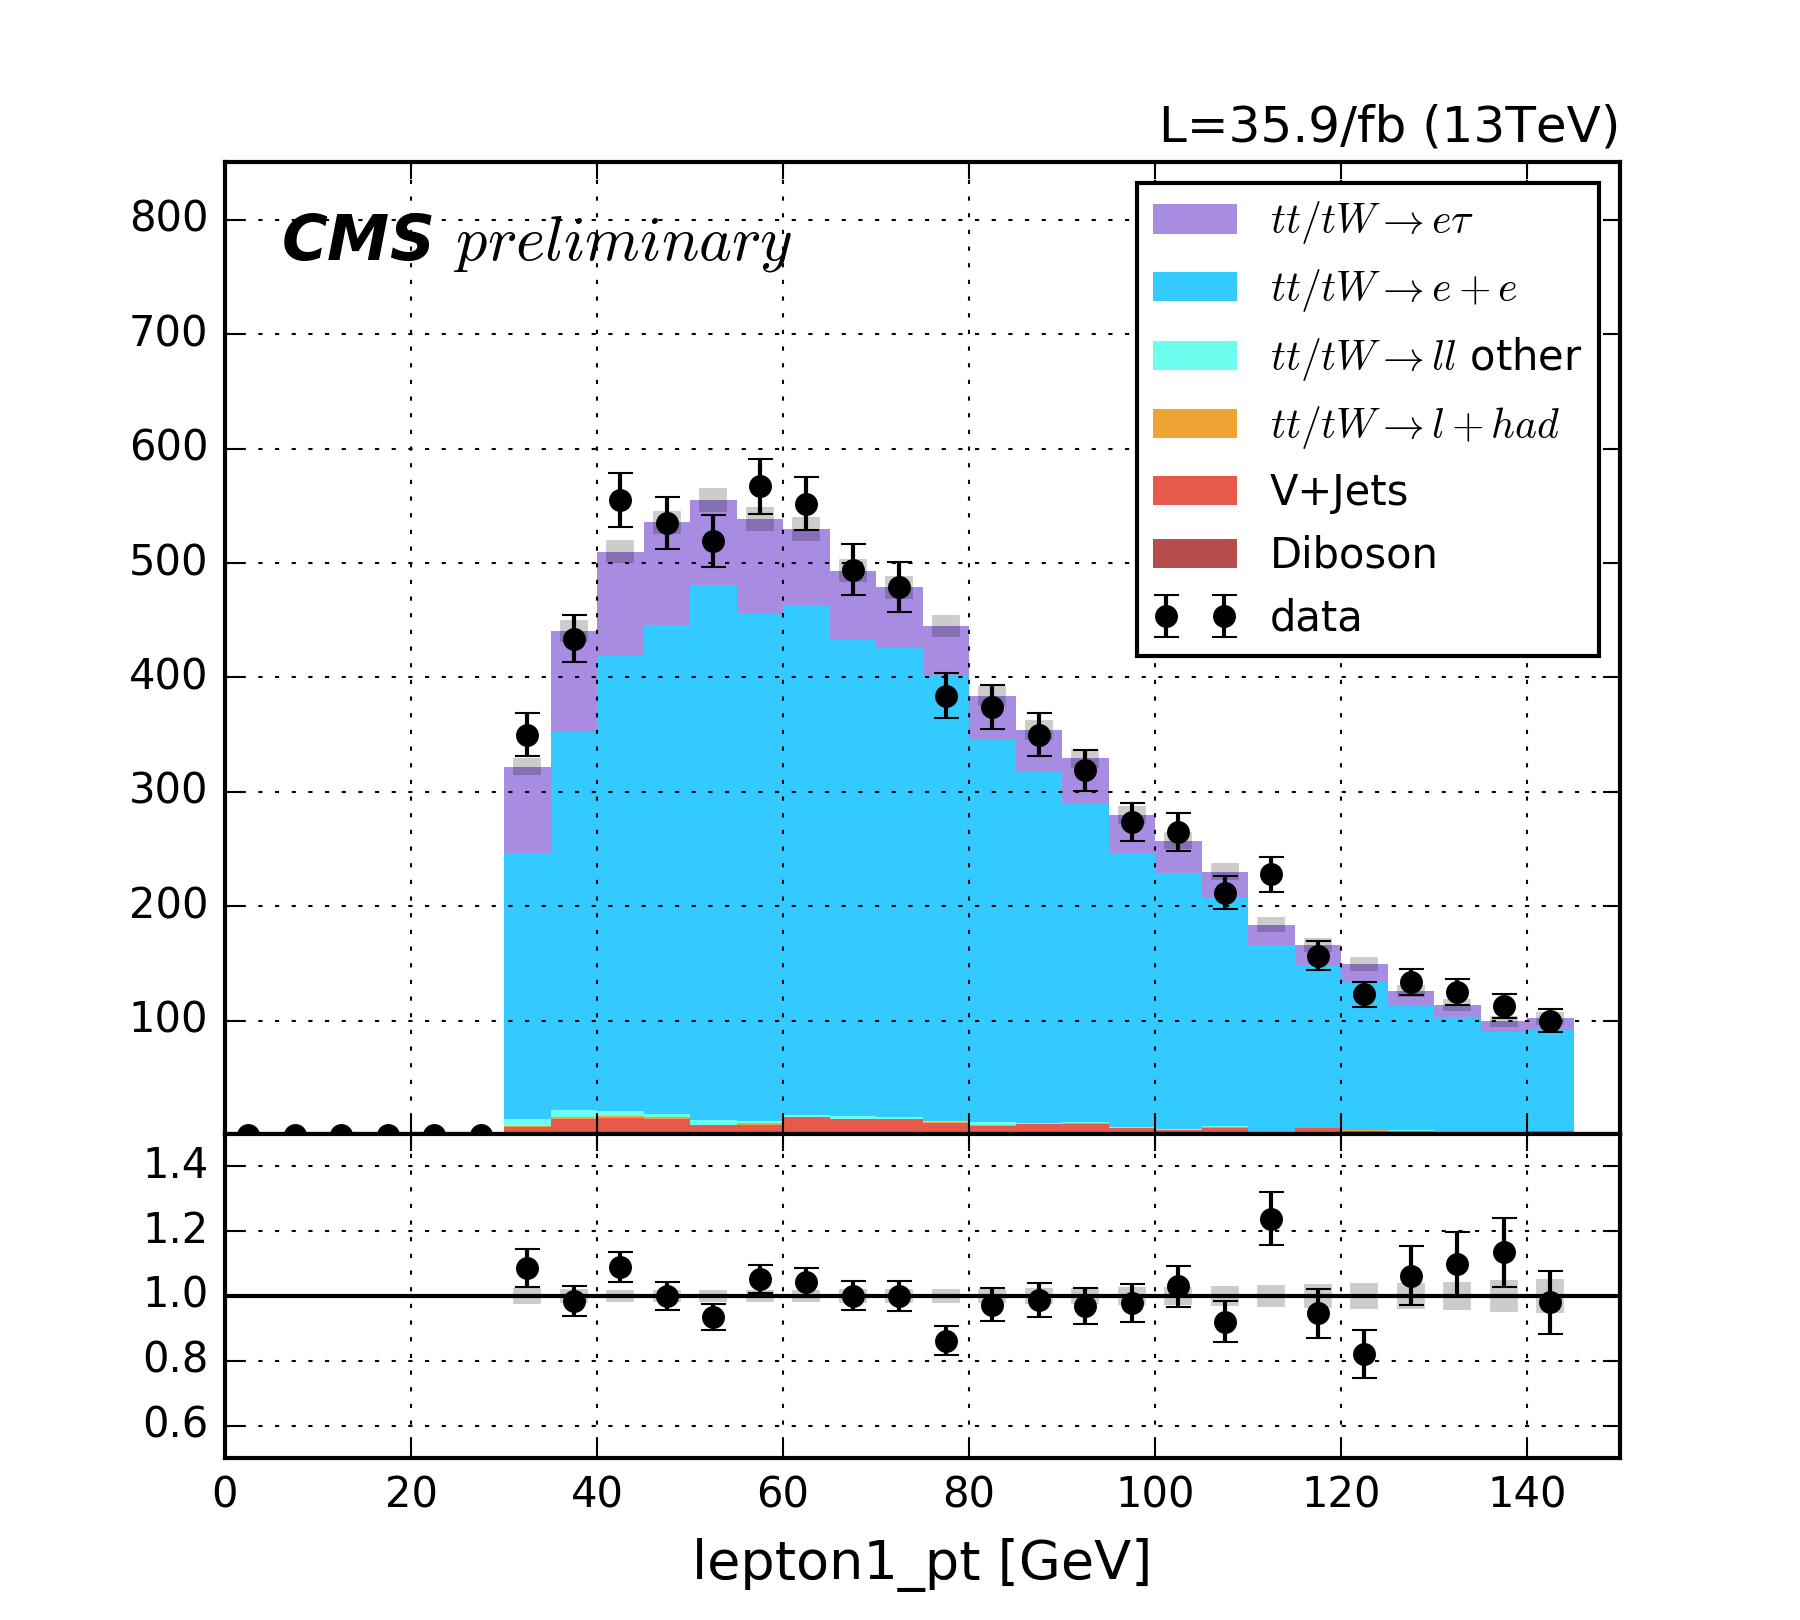 L=35.9/fb (13TeV)
CMS preliminary
800
700
600
500
400
300
200
100
tt/tW→eτ
tt/tW→e+e
tt/tW→ll other
tt/tW→l+had
V+Jets
Diboson
data
1.4
1.2
1.0
0.8
0.6
0 20 40 60 80 100 120 140
lepton1_pt [GeV]